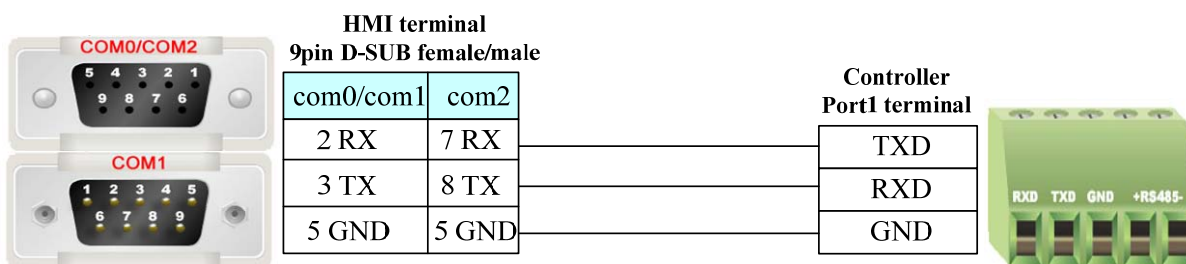 HMI terminal
9pin D-SUB female/male
COM0/COM2
5 4 3 2 1
9 8 7 6
COM1
1 2 3 4 5
6 7 8 9
com0/com1 com2
2 RX 7 RX
3 TX 8 TX
5 GND 5 GND
Controller
Port1 terminal
TXD
RXD
GND
RXD TXD GND +RS485-